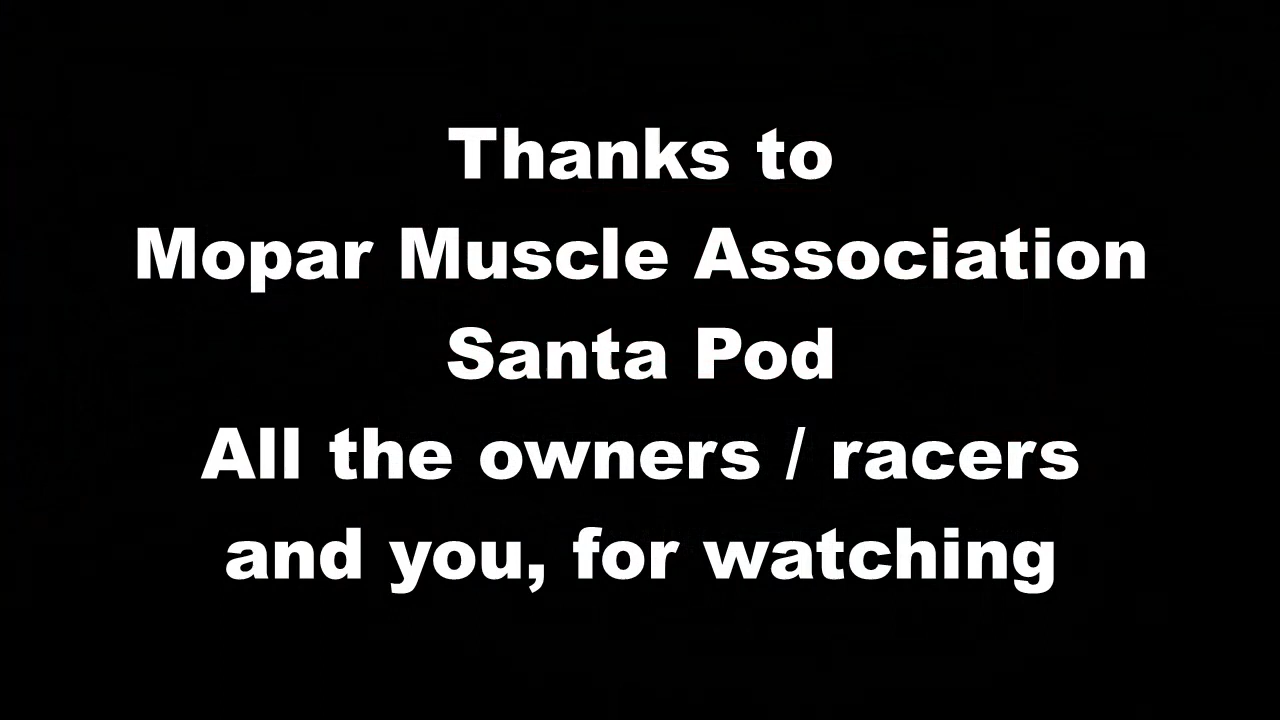 Thanks to
Mopar Muscle Association
Santa Pod
All the owners / racers
and you, for watching